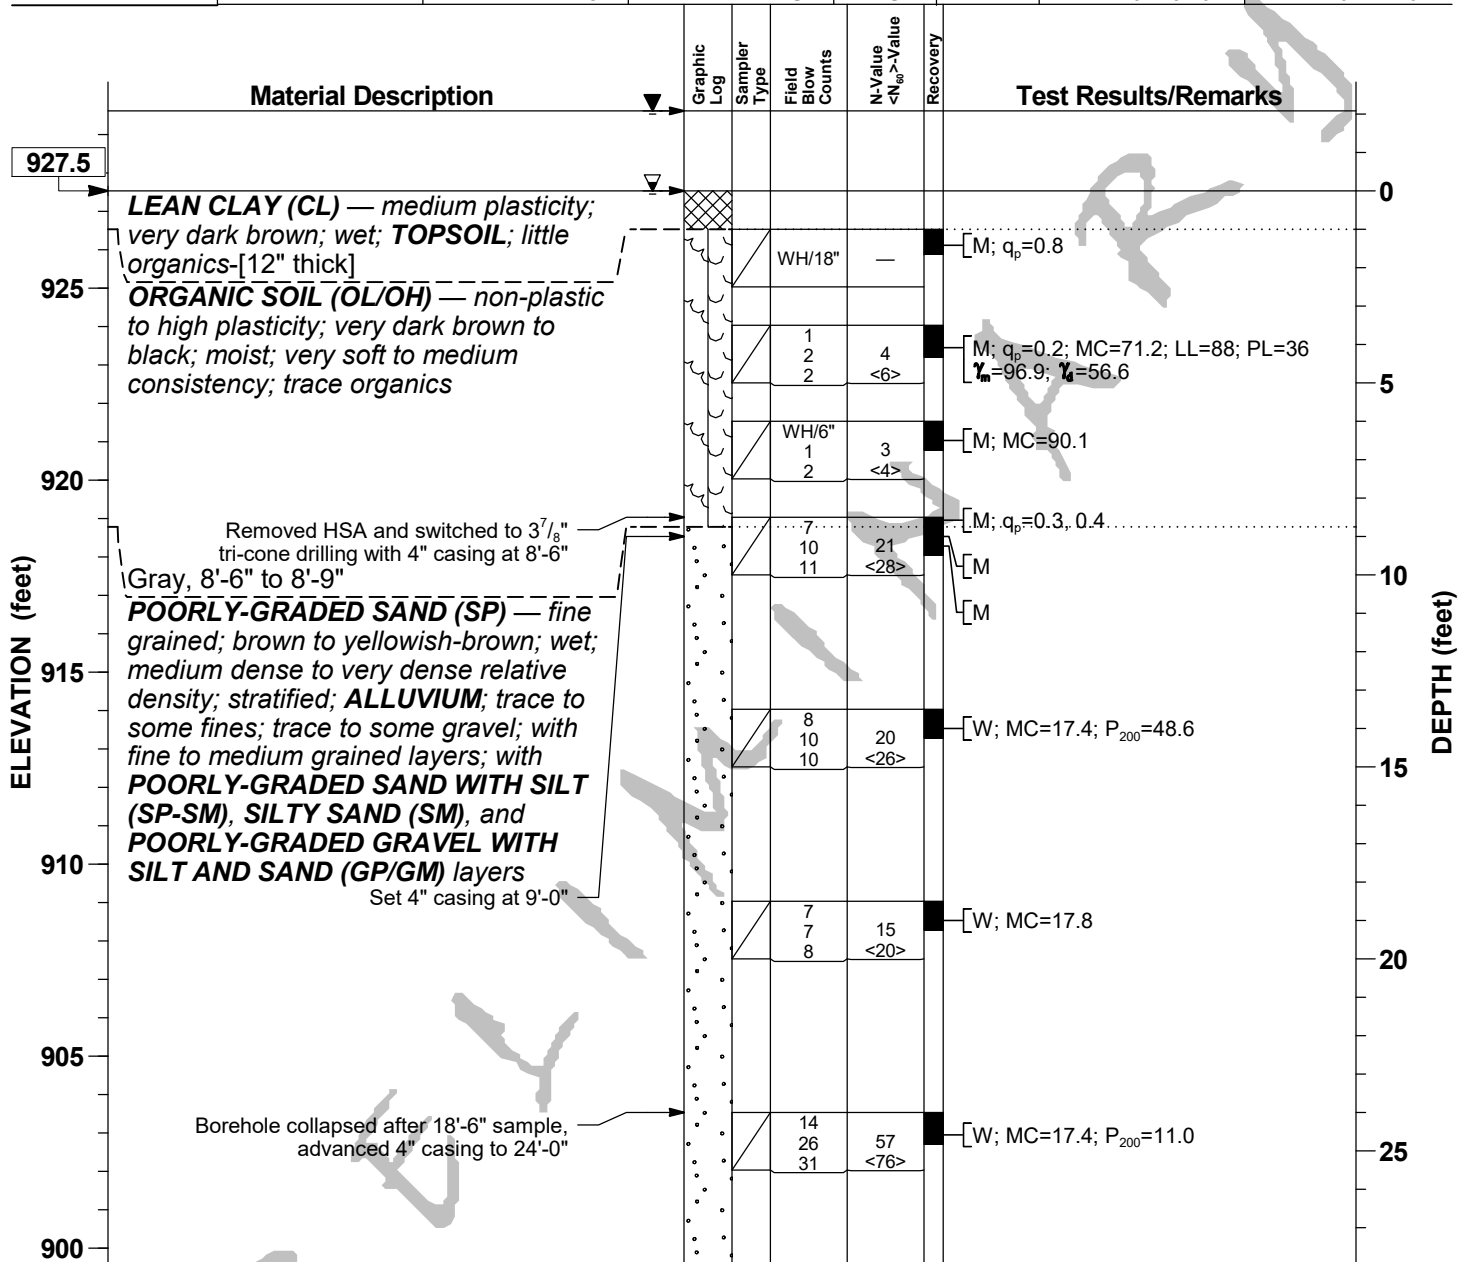 Material Description
Graphic Log
Sampler Type
Field Blow Counts
N-Value <N60>-Value
Recovery
Test Results/Remarks
927.5
0
LEAN CLAY (CL) — medium plasticity;
very dark brown; wet; TOPSOIL; little
organics-[12" thick]
WH/18" —
[M; qp=0.8
925
ORGANIC SOIL (OL/OH) — non-plastic
to high plasticity; very dark brown to
black; moist; very soft to medium
consistency; trace organics
1
2 4
2 <6>
[M; qp=0.2; MC=71.2; LL=88; PL=36
γm=96.9; γd=56.6
5
WH/6"
1 3
2 <4>
[M; MC=90.1
920
Removed HSA and switched to 3 7/8"
tri-cone drilling with 4" casing at 8'-6"
Gray, 8'-6" to 8'-9"
7
10 21
11 <28>
[M; qp=0.3, 0.4
[M
[M
10
POORLY-GRADED SAND (SP) — fine
grained; brown to yellowish-brown; wet;
medium dense to very dense relative
density; stratified; ALLUVIUM; trace to
some fines; trace to some gravel; with
fine to medium grained layers; with
POORLY-GRADED SAND WITH SILT
(SP-SM), SILTY SAND (SM), and
POORLY-GRADED GRAVEL WITH
SILT AND SAND (GP/GM) layers
Set 4" casing at 9'-0"
915
8
10 20
10 <26>
[W; MC=17.4; P200=48.6
15
910
7
7 15
8 <20>
[W; MC=17.8
20
905
Borehole collapsed after 18'-6" sample,
advanced 4" casing to 24'-0"
14
26 57
31 <76>
[W; MC=17.4; P200=11.0
25
900
ELEVATION (feet)
DEPTH (feet)
ELIMINARY